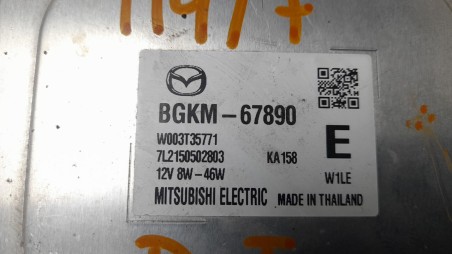 BGKM-67890
W003T35771
7L2150502803 KA158
E
12V 8W-46W
W1LE
MITSUBISHI ELECTRIC MADE IN THAILAND